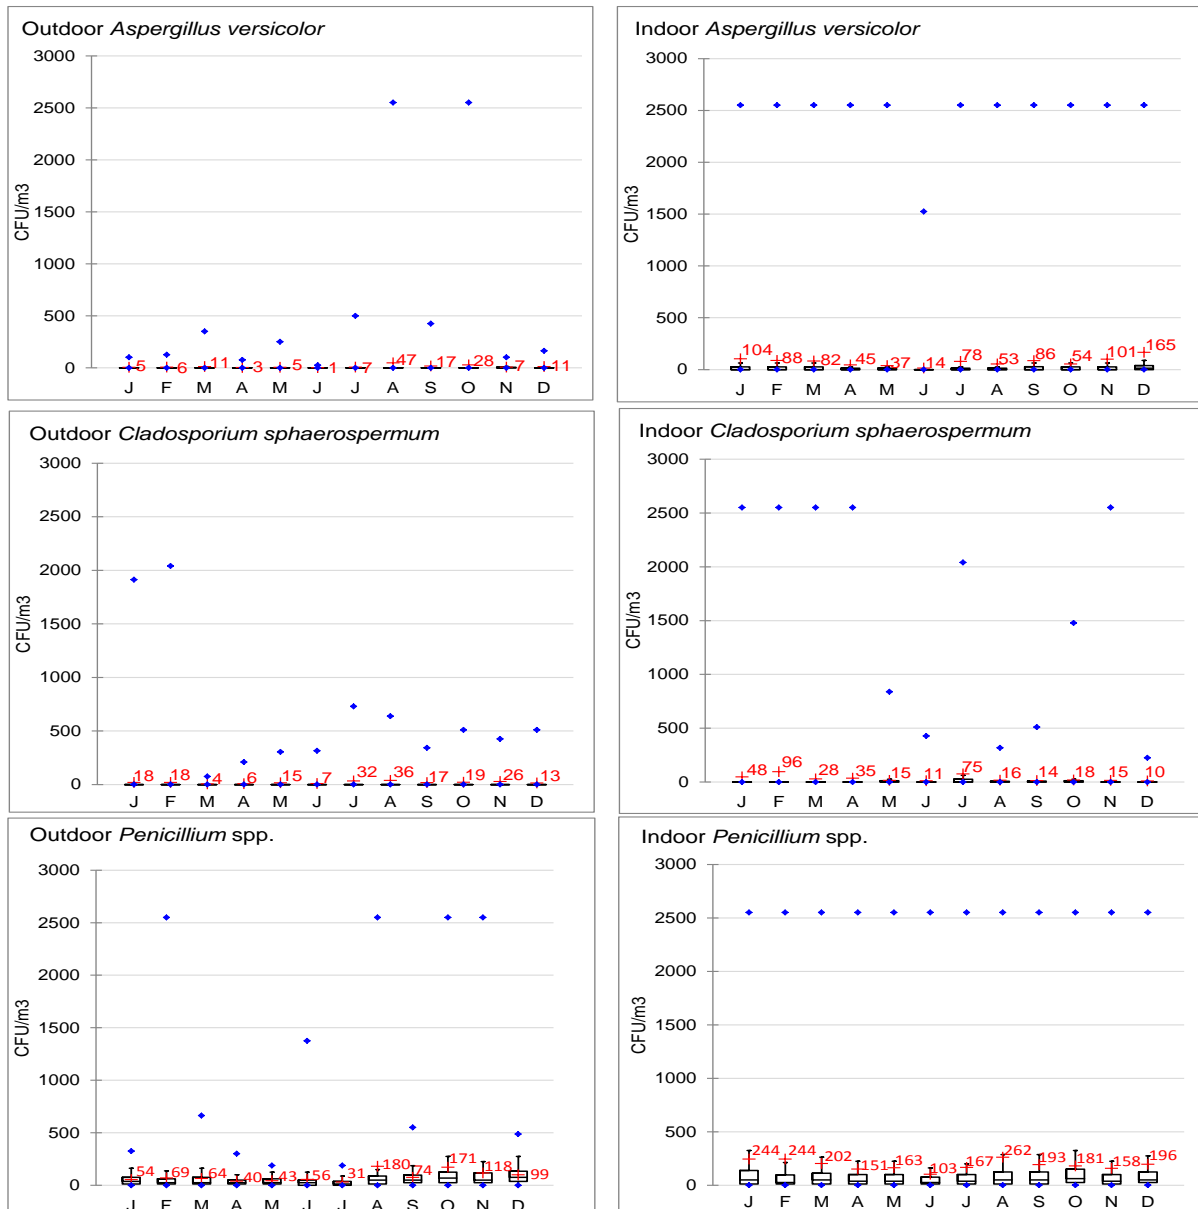 Outdoor Aspergillus versicolor
3000
2500
2000
1500
1000
500
0
CFU/m3
5 6 11 3 5 1 7 47 17 28 7 11
J F M A M J J A S O N D
Indoor Aspergillus versicolor
3000
2500
2000
1500
1000
500
0
104 88 82 45 37 14 78 53 86 54 101 165
J F M A M J J A S O N D
Outdoor Cladosporium sphaerospermum
3000
2500
2000
1500
1000
500
0
CFU/m3
18 18 4 6 15 7 32 36 17 19 26 13
J F M A M J J A S O N D
Indoor Cladosporium sphaerospermum
3000
2500
2000
1500
1000
500
0
CFU/m3
48 96 28 35 15 11 75 16 14 18 15 10
J F M A M J J A S O N D
Outdoor Penicillium spp.
3000
2500
2000
1500
1000
500
0
CFU/m3
54 69 64 40 43 56 31 180 74 171 118 99
J F M A M J J A S O N D
Indoor Penicillium spp.
3000
2500
2000
1500
1000
500
0
CFU/m3
244 244 202 151 163 103 167 262 193 181 158 196
J F M A M J J A S O N D